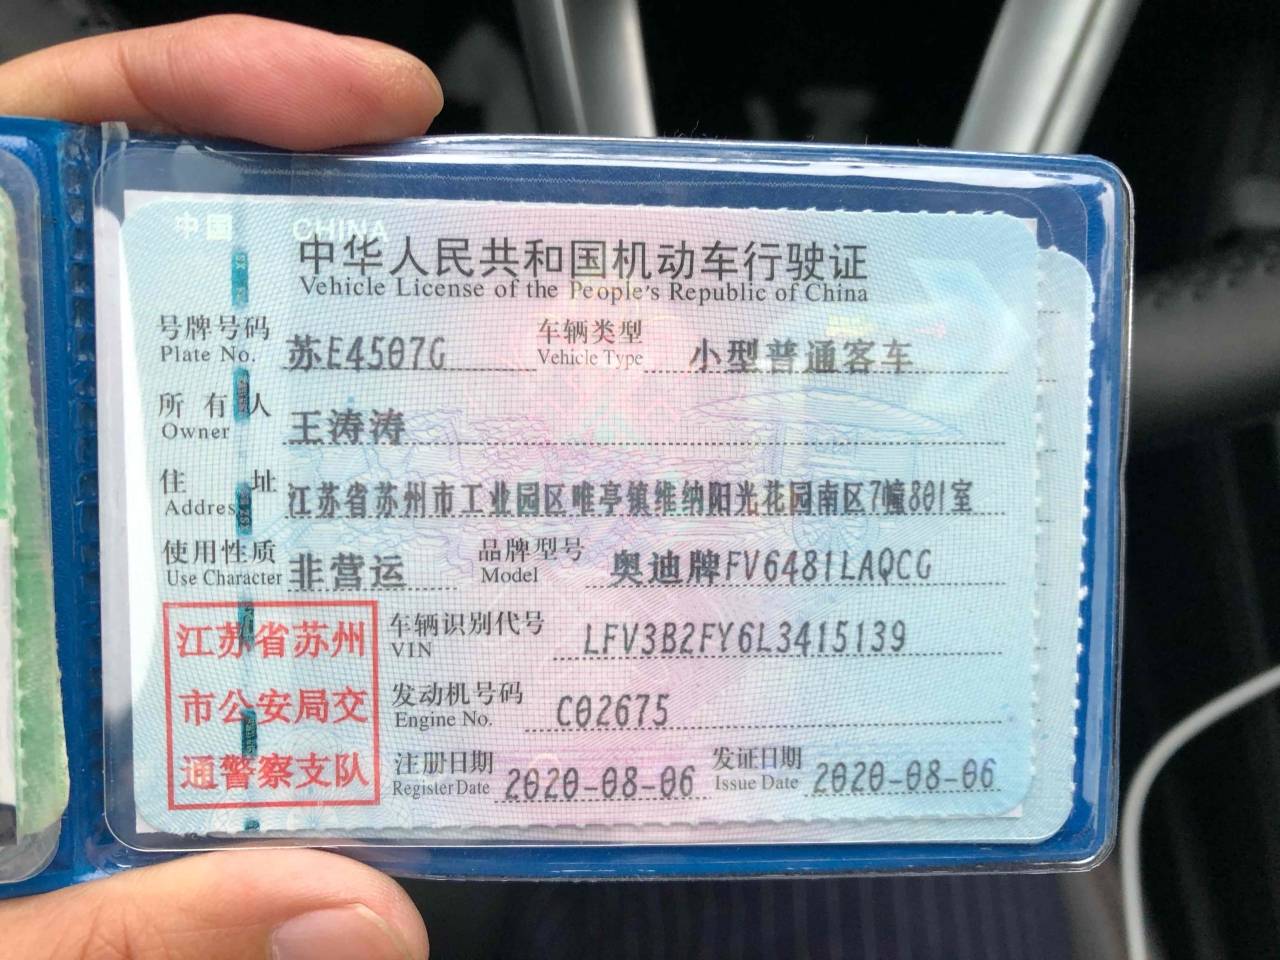 中国 CHINA
中华人民共和国机动车行驶证
Vehicle License of the People's Republic of China
号牌号码 苏E4507G 车辆类型 小型普通客车
Plate No. Vehicle Type
所有人 王涛涛
Owner
住址 江苏省苏州市工业园区唯亭镇维纳阳光花园南区7幢801室
Address
使用性质 非营运 品牌型号 奥迪牌FV6481LAQCG
Use Character Model
江苏省苏州
市公安局交
通警察支队
车辆识别代号 LFV3B2FY6L3415139
VIN
发动机号码 C02675
Engine No.
注册日期 2020-08-06 发证日期 2020-08-06
Register Date Issue Date